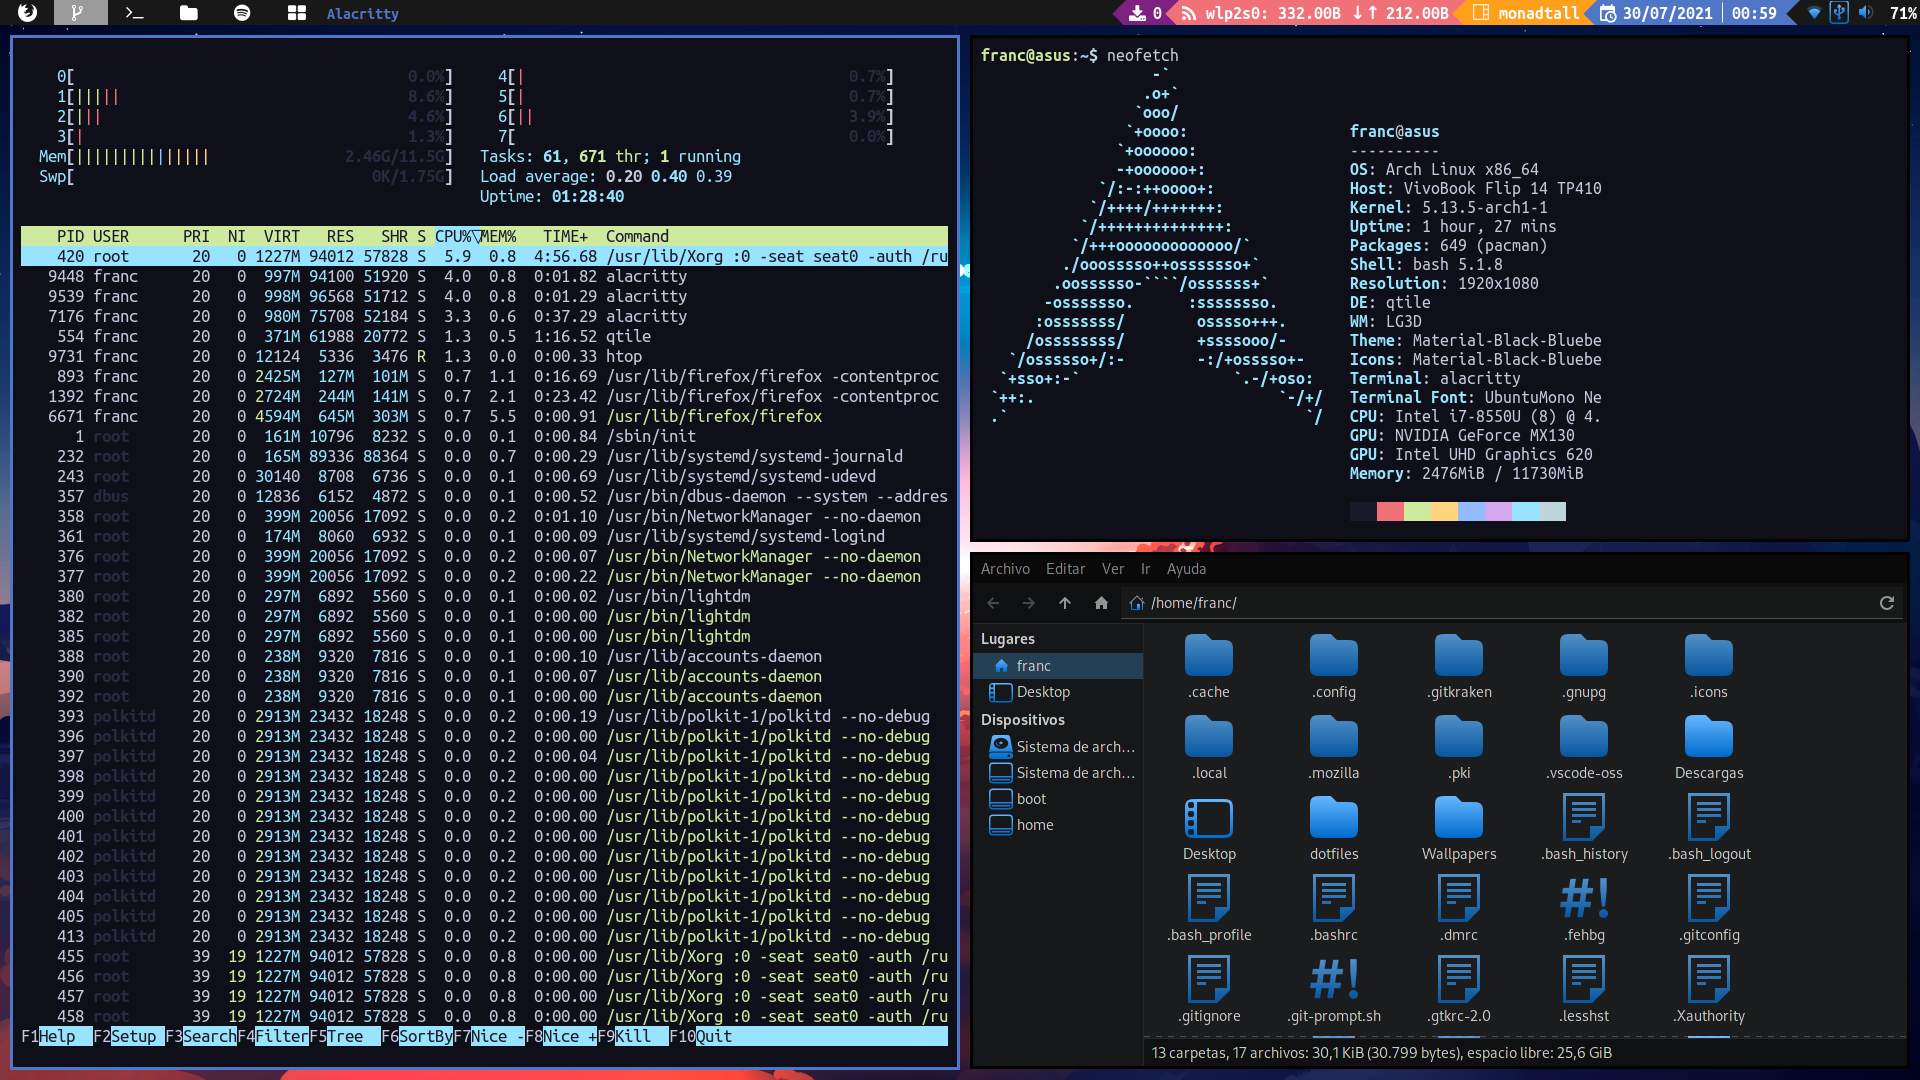 Alacritty
0
wlp2s0: 332.00B ↓↑ 212.00B
monadtall
30/07/2021 | 00:59
71%
0[ 0.0%]
1[||||| 8.6%]
2[||| 4.6%]
3[| 1.3%]
4[| 0.7%]
5[| 0.7%]
6[|| 3.9%]
7[ 0.0%]
Mem[||||||||||||||| 2.46G/11.5G]
Swp[ 0K/1.75G]
Tasks: 61, 671 thr; 1 running
Load average: 0.20 0.40 0.39
Uptime: 01:28:40
PID USER PRI NI VIRT RES SHR S CPU%▽MEM% TIME+ Command
420 root 20 0 1227M 94012 57828 S 5.9 0.8 4:56.68 /usr/lib/Xorg :0 -seat seat0 -auth /ru
9448 franc 20 0 997M 94100 51920 S 4.0 0.8 0:01.82 alacritty
9539 franc 20 0 998M 96568 51712 S 4.0 0.8 0:01.29 alacritty
7176 franc 20 0 980M 75708 52184 S 3.3 0.6 0:37.29 alacritty
554 franc 20 0 371M 61988 20772 S 1.3 0.5 1:16.52 qtile
9731 franc 20 0 12124 5336 3476 R 1.3 0.0 0:00.33 htop
893 franc 20 0 2425M 127M 101M S 0.7 1.1 0:16.69 /usr/lib/firefox/firefox -contentproc
1392 franc 20 0 2724M 244M 141M S 0.7 2.1 0:23.42 /usr/lib/firefox/firefox -contentproc
6671 franc 20 0 4594M 645M 303M S 0.7 5.5 0:00.91 /usr/lib/firefox/firefox
1 root 20 0 161M 10796 8232 S 0.0 0.1 0:00.84 /sbin/init
232 root 20 0 165M 89336 88364 S 0.0 0.7 0:00.29 /usr/lib/systemd/systemd-journald
243 root 20 0 30140 8708 6736 S 0.0 0.1 0:00.69 /usr/lib/systemd/systemd-udevd
357 dbus 20 0 12836 6152 4872 S 0.0 0.1 0:00.52 /usr/bin/dbus-daemon --system --addres
358 root 20 0 399M 20056 17092 S 0.0 0.2 0:01.10 /usr/bin/NetworkManager --no-daemon
361 root 20 0 174M 8060 6932 S 0.0 0.1 0:00.09 /usr/lib/systemd/systemd-logind
376 root 20 0 399M 20056 17092 S 0.0 0.2 0:00.07 /usr/bin/NetworkManager --no-daemon
377 root 20 0 399M 20056 17092 S 0.0 0.2 0:00.22 /usr/bin/NetworkManager --no-daemon
380 root 20 0 297M 6892 5560 S 0.0 0.1 0:00.02 /usr/bin/lightdm
382 root 20 0 297M 6892 5560 S 0.0 0.1 0:00.00 /usr/bin/lightdm
385 root 20 0 297M 6892 5560 S 0.0 0.1 0:00.00 /usr/bin/lightdm
388 root 20 0 238M 9320 7816 S 0.0 0.1 0:00.10 /usr/lib/accounts-daemon
390 root 20 0 238M 9320 7816 S 0.0 0.1 0:00.07 /usr/lib/accounts-daemon
392 root 20 0 238M 9320 7816 S 0.0 0.1 0:00.00 /usr/lib/accounts-daemon
393 polkitd 20 0 2913M 23432 18248 S 0.0 0.2 0:00.19 /usr/lib/polkit-1/polkitd --no-debug
396 polkitd 20 0 2913M 23432 18248 S 0.0 0.2 0:00.00 /usr/lib/polkit-1/polkitd --no-debug
397 polkitd 20 0 2913M 23432 18248 S 0.0 0.2 0:00.04 /usr/lib/polkit-1/polkitd --no-debug
398 polkitd 20 0 2913M 23432 18248 S 0.0 0.2 0:00.00 /usr/lib/polkit-1/polkitd --no-debug
399 polkitd 20 0 2913M 23432 18248 S 0.0 0.2 0:00.00 /usr/lib/polkit-1/polkitd --no-debug
400 polkitd 20 0 2913M 23432 18248 S 0.0 0.2 0:00.00 /usr/lib/polkit-1/polkitd --no-debug
401 polkitd 20 0 2913M 23432 18248 S 0.0 0.2 0:00.00 /usr/lib/polkit-1/polkitd --no-debug
402 polkitd 20 0 2913M 23432 18248 S 0.0 0.2 0:00.00 /usr/lib/polkit-1/polkitd --no-debug
403 polkitd 20 0 2913M 23432 18248 S 0.0 0.2 0:00.00 /usr/lib/polkit-1/polkitd --no-debug
404 polkitd 20 0 2913M 23432 18248 S 0.0 0.2 0:00.00 /usr/lib/polkit-1/polkitd --no-debug
405 polkitd 20 0 2913M 23432 18248 S 0.0 0.2 0:00.00 /usr/lib/polkit-1/polkitd --no-debug
413 polkitd 20 0 2913M 23432 18248 S 0.0 0.2 0:00.00 /usr/lib/polkit-1/polkitd --no-debug
455 root 39 19 1227M 94012 57828 S 0.0 0.8 0:00.00 /usr/lib/Xorg :0 -seat seat0 -auth /ru
456 root 39 19 1227M 94012 57828 S 0.0 0.8 0:00.00 /usr/lib/Xorg :0 -seat seat0 -auth /ru
457 root 39 19 1227M 94012 57828 S 0.0 0.8 0:00.00 /usr/lib/Xorg :0 -seat seat0 -auth /ru
458 root 39 19 1227M 94012 57828 S 0.0 0.8 0:00.00 /usr/lib/Xorg :0 -seat seat0 -auth /ru
F1Help F2Setup F3SearchF4FilterF5Tree F6SortByF7Nice -F8Nice +F9Kill F10Quit
franc@asus:~$ neofetch
-`
.o+`
`ooo/
`+oooo:
`+oooooo:
-+oooooo+:
`/:-:++oooo+:
`/++++/+++++++:
`/++++++++++++++:
`/+++ooooooooooooo/`
./ooosssso++osssssso+`
.oossssso-````/ossssss+`
-osssssso. :ssssssso.
:osssssss/ osssso+++.
/ossssssss/ +ssssooo/-
`/ossssso+/:- -:/+osssso+-
`+sso+:-` `.-/+oso:
`++:. `-/+/
.` `/
franc@asus
----------
OS: Arch Linux x86_64
Host: VivoBook Flip 14 TP410
Kernel: 5.13.5-arch1-1
Uptime: 1 hour, 27 mins
Packages: 649 (pacman)
Shell: bash 5.1.8
Resolution: 1920x1080
DE: qtile
WM: LG3D
Theme: Material-Black-Bluebe
Icons: Material-Black-Bluebe
Terminal: alacritty
Terminal Font: UbuntuMono Ne
CPU: Intel i7-8550U (8) @ 4.
GPU: NVIDIA GeForce MX130
GPU: Intel UHD Graphics 620
Memory: 2476MiB / 11730MiB
Archivo Editar Ver Ir Ayuda
/home/franc/
Lugares
franc
Desktop
Dispositivos
Sistema de arch...
Sistema de arch...
boot
home
.cache .config .gitkraken .gnupg .icons
.local .mozilla .pki .vscode-oss Descargas
Desktop dotfiles Wallpapers .bash_history .bash_logout
.bash_profile .bashrc .dmrc .fehbg .gitconfig
.gitignore .git-prompt.sh .gtkrc-2.0 .lesshst .Xauthority
13 carpetas, 17 archivos: 30,1 KiB (30.799 bytes), espacio libre: 25,6 GiB